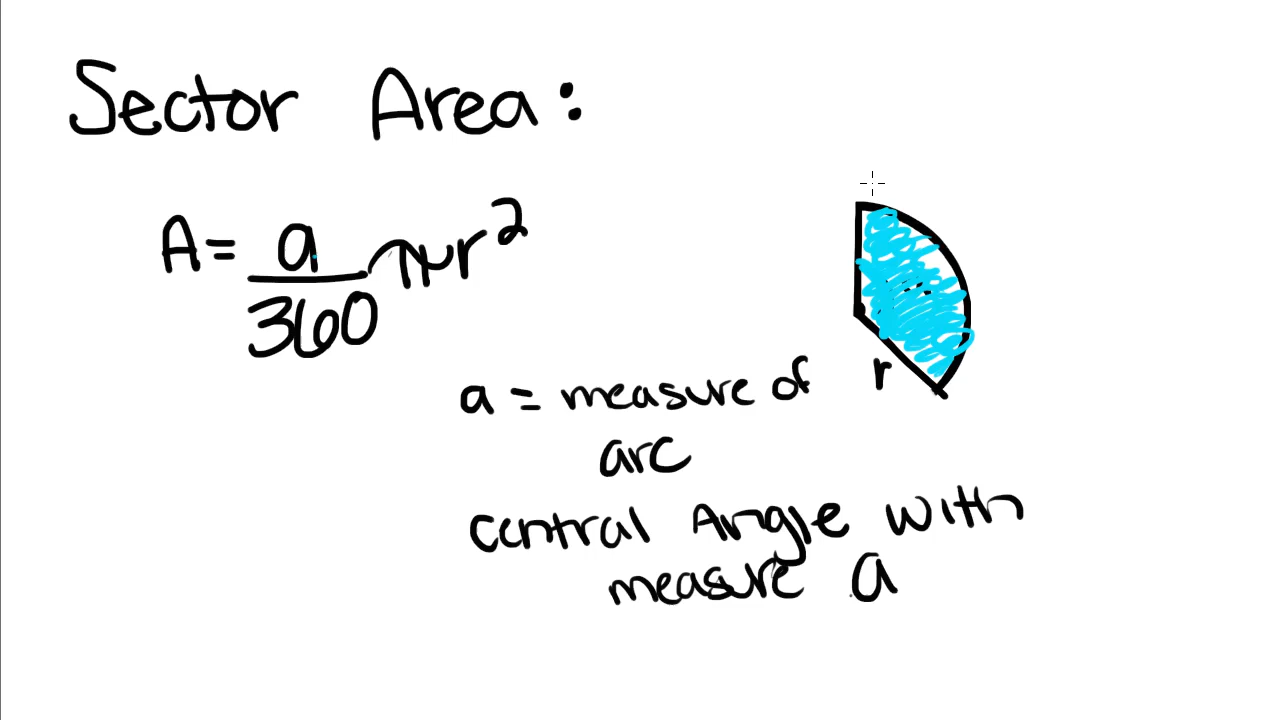 Sector Area:
A = a/360 πr²
r
a = measure of
arc
central Angle with
measure a